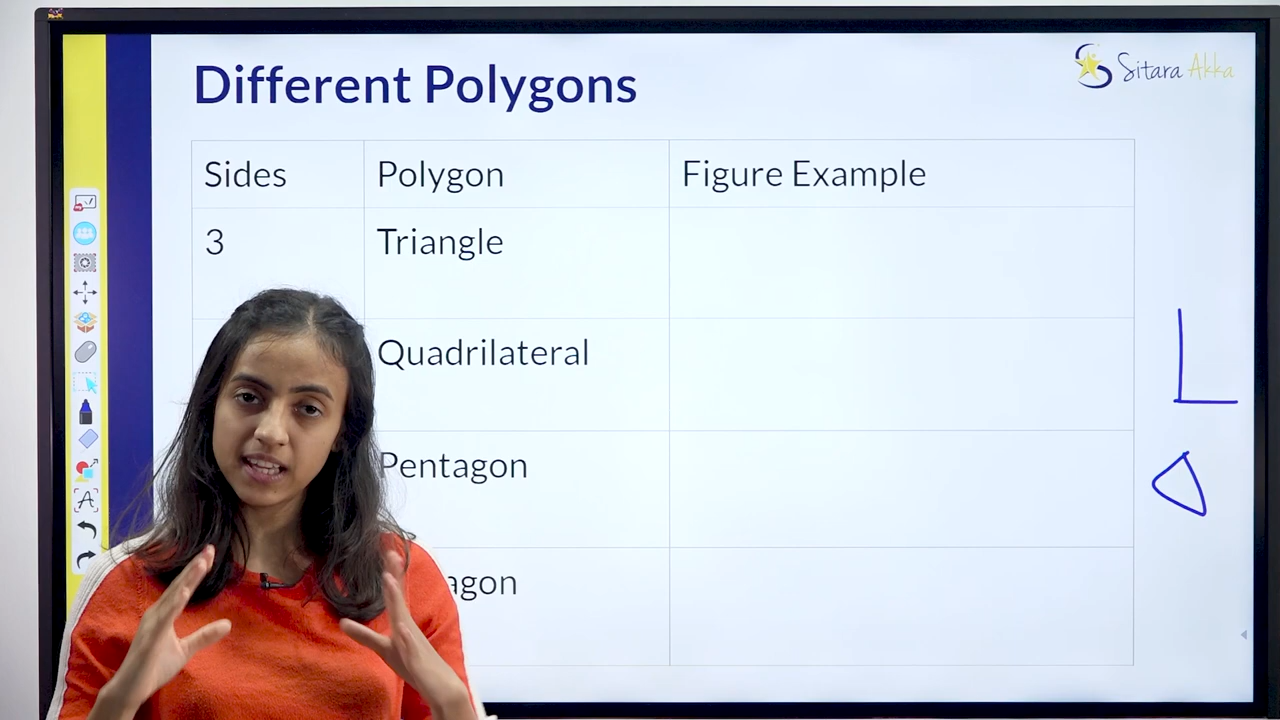 Different Polygons
Sitara Akka
Sides Polygon Figure Example
3 Triangle
Quadrilateral
Pentagon
agon